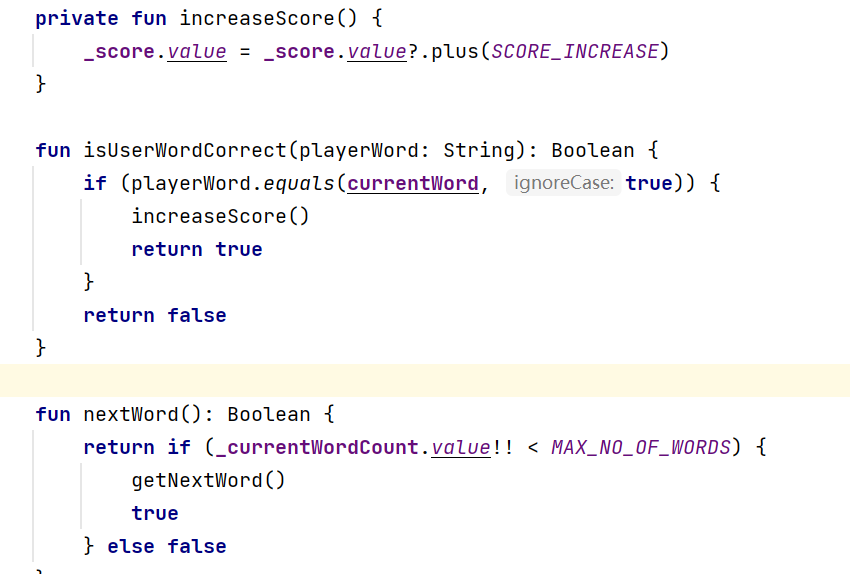 private fun increaseScore() {
    _score.value = _score.value?.plus(SCORE_INCREASE)
}
fun isUserWordCorrect(playerWord: String): Boolean {
    if (playerWord.equals(currentWord, ignoreCase: true)) {
        increaseScore()
        return true
    }
    return false
}
fun nextWord(): Boolean {
    return if (_currentWordCount.value!! < MAX_NO_OF_WORDS) {
        getNextWord()
        true
    } else false